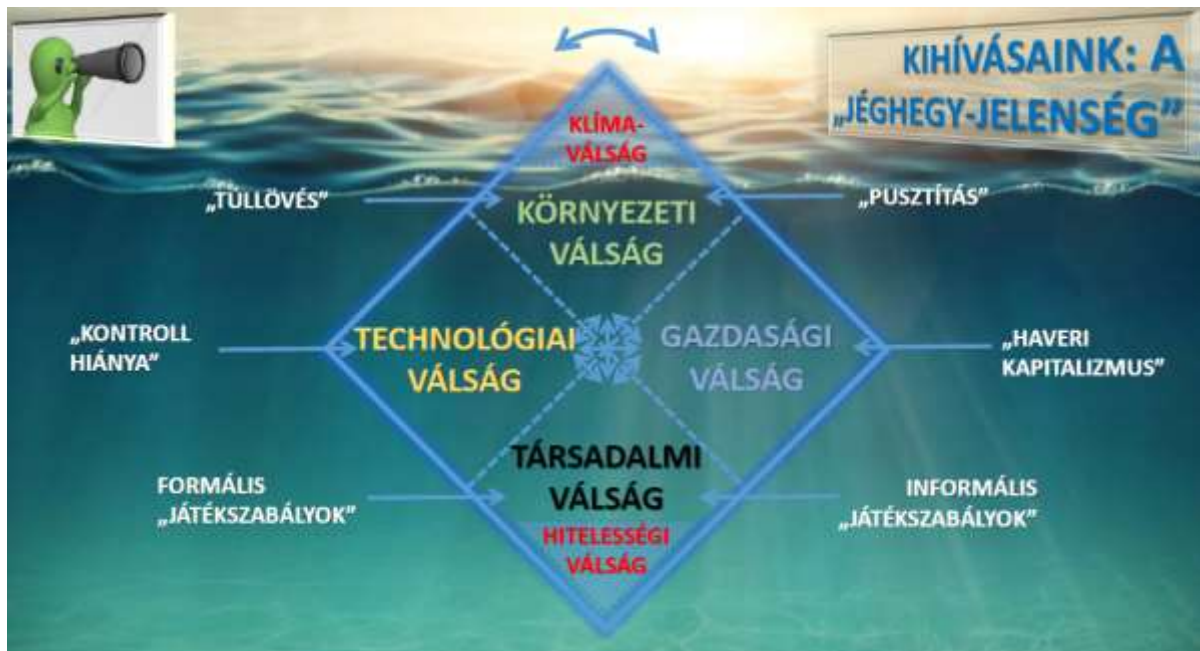 KIHÍVÁSAINK: A
„JÉGHEGY-JELENSÉG”
KLÍMA-
VÁLSÁG
„TÚLLÖVÉS”
KÖRNYEZETI
VÁLSÁG
„PUSZTÍTÁS”
„KONTROLL
HIÁNYA”
TECHNOLÓGIAI
VÁLSÁG
GAZDASÁGI
VÁLSÁG
„HAVERI
KAPITALIZMUS”
FORMÁLIS
„JÁTÉKSZABÁLYOK”
TÁRSADALMI
VÁLSÁG
HITELESSÉGI
VÁLSÁG
INFORMÁLIS
„JÁTÉKSZABÁLYOK”